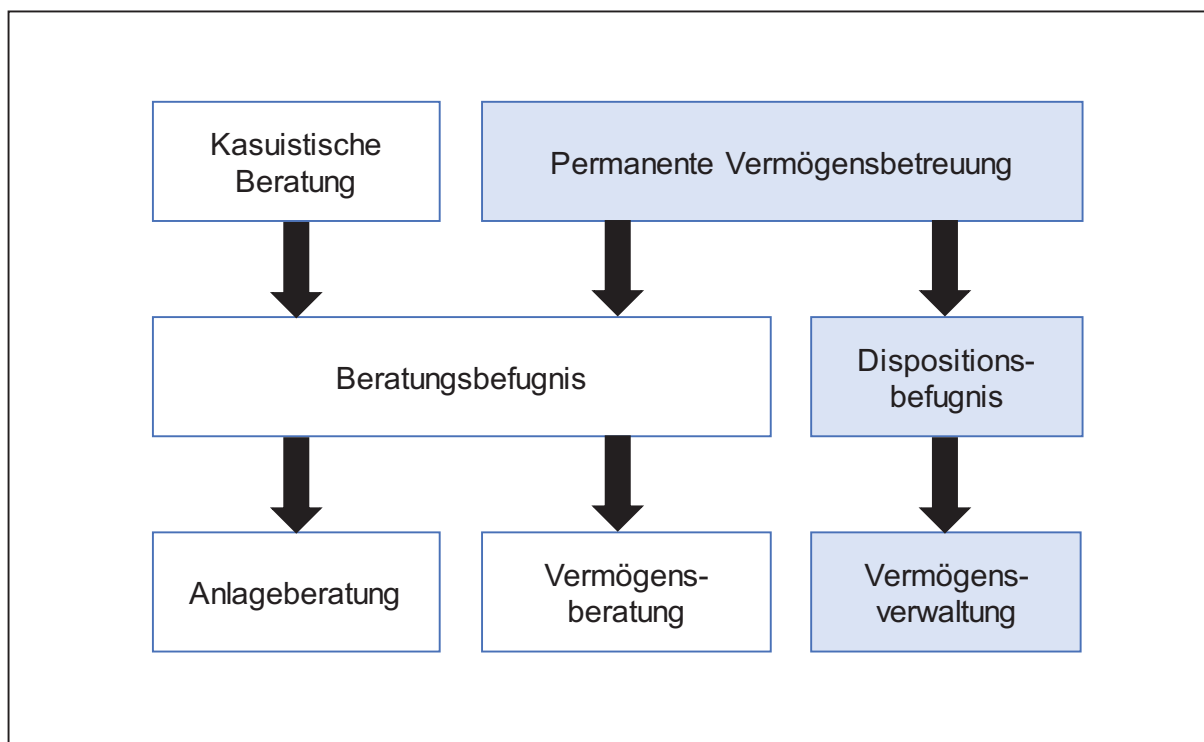 Kasuistische
Beratung
Permanente Vermögensbetreuung
Beratungsbefugnis
Dispositions-
befugnis
Anlageberatung
Vermögens-
beratung
Vermögens-
verwaltung